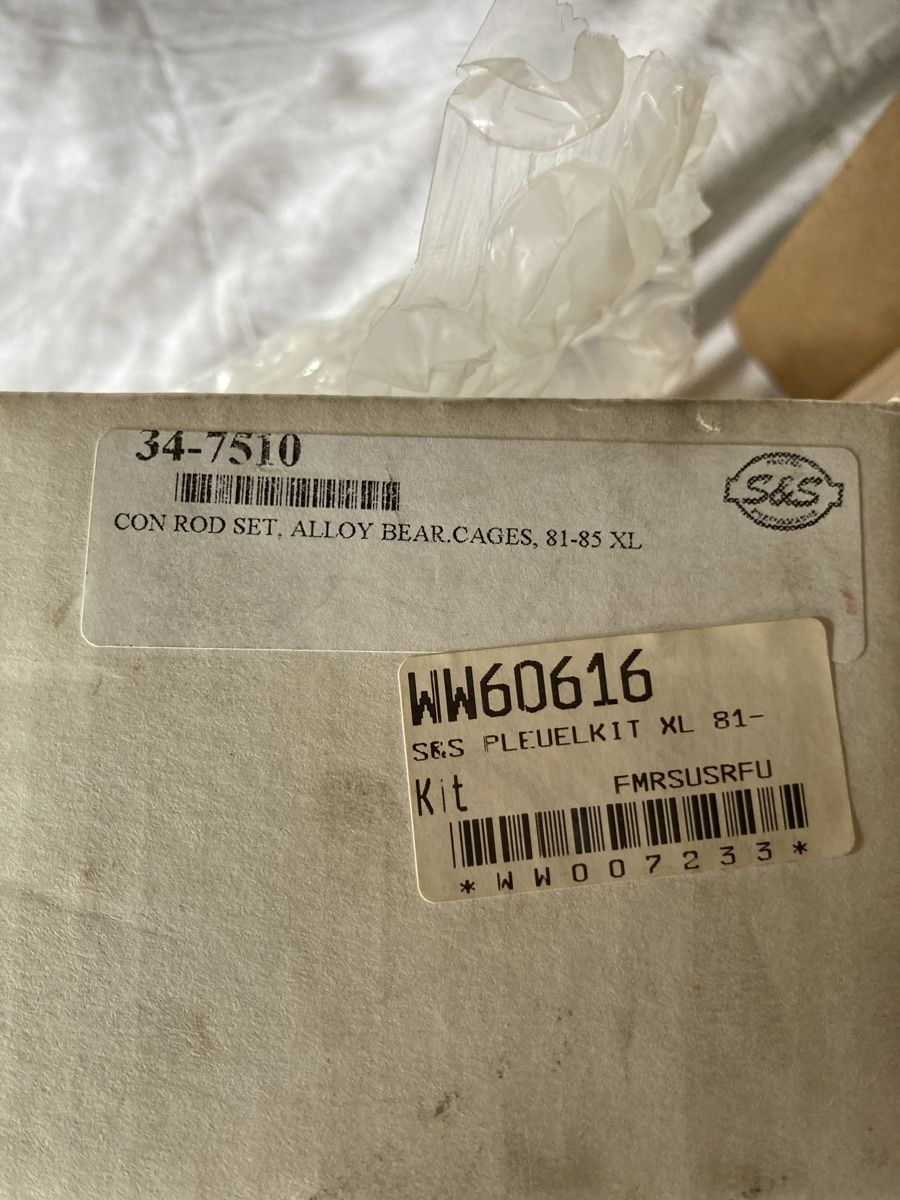 34-7510
CON ROD SET, ALLOY BEAR.CAGES, 81-85 XL
S&S
WW60616
S&S PLEUELKIT XL 81-
Kit FMRSUSRFU
*WW007233*